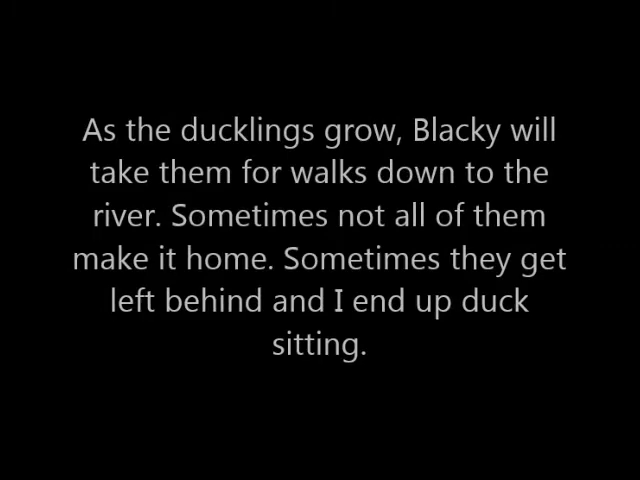 As the ducklings grow, Blacky will
take them for walks down to the
river. Sometimes not all of them
make it home. Sometimes they get
left behind and I end up duck
sitting.